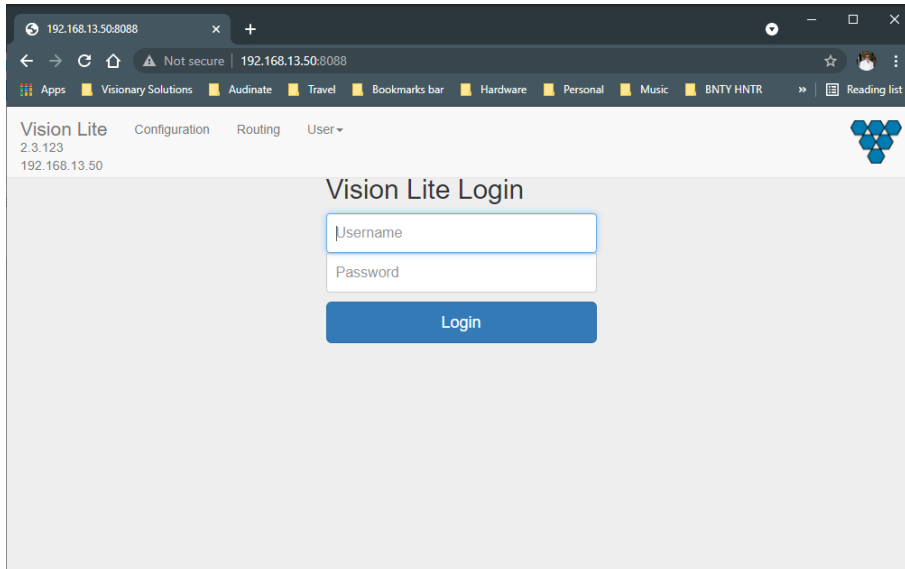 192.168.13.50:8088
Not secure | 192.168.13.50:8088
Apps Visionary Solutions Audinate Travel Bookmarks bar Hardware Personal Music BNTY HNTR » Reading list
Vision Lite Configuration Routing User
2.3.123
192.168.13.50
Vision Lite Login
Username
Password
Login